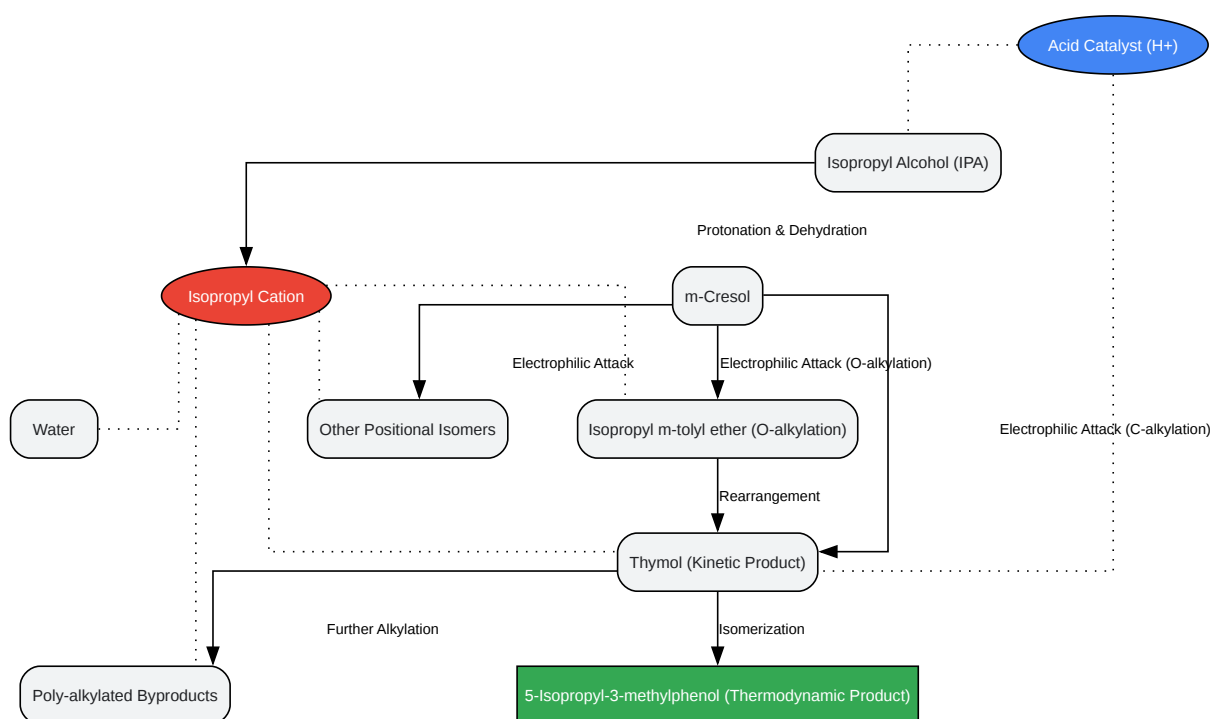 Acid Catalyst (H+)
Isopropyl Alcohol (IPA)
Protonation & Dehydration
Isopropyl Cation
m-Cresol
Electrophilic Attack
Electrophilic Attack (O-alkylation)
Water
Other Positional Isomers
Isopropyl m-tolyl ether (O-alkylation)
Electrophilic Attack (C-alkylation)
Rearrangement
Thymol (Kinetic Product)
Further Alkylation
Isomerization
Poly-alkylated Byproducts
5-Isopropyl-3-methylphenol (Thermodynamic Product)